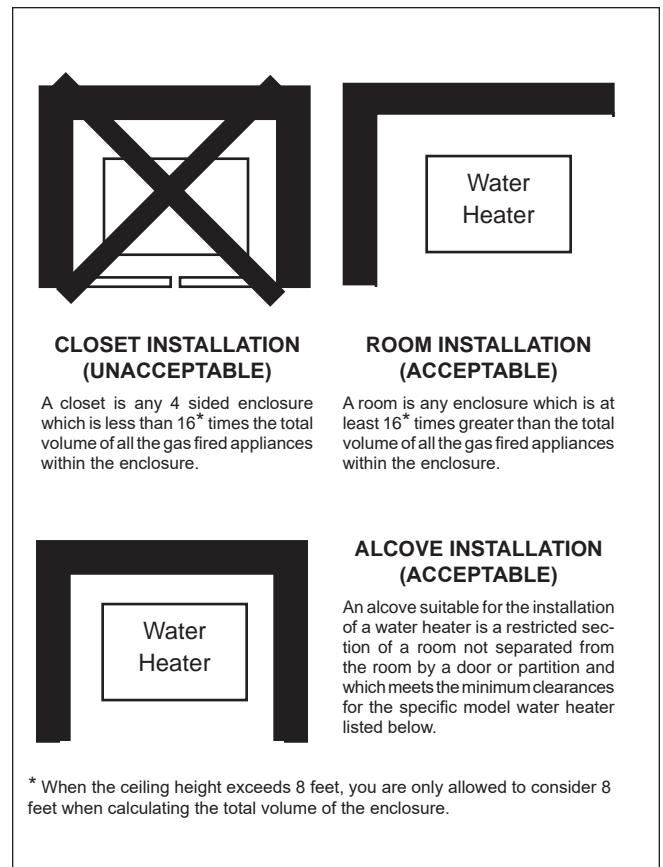 Water
Heater
CLOSET INSTALLATION
(UNACCEPTABLE)
A closet is any 4 sided enclosure
which is less than 16* times the total
volume of all the gas fired appliances
within the enclosure.
ROOM INSTALLATION
(ACCEPTABLE)
A room is any enclosure which is at
least 16* times greater than the total
volume of all the gas fired appliances
within the enclosure.
Water
Heater
ALCOVE INSTALLATION
(ACCEPTABLE)
An alcove suitable for the installation
of a water heater is a restricted sec-
tion of a room not separated from
the room by a door or partition and
which meets the minimum clearances
for the specific model water heater
listed below.
* When the ceiling height exceeds 8 feet, you are only allowed to consider 8
feet when calculating the total volume of the enclosure.